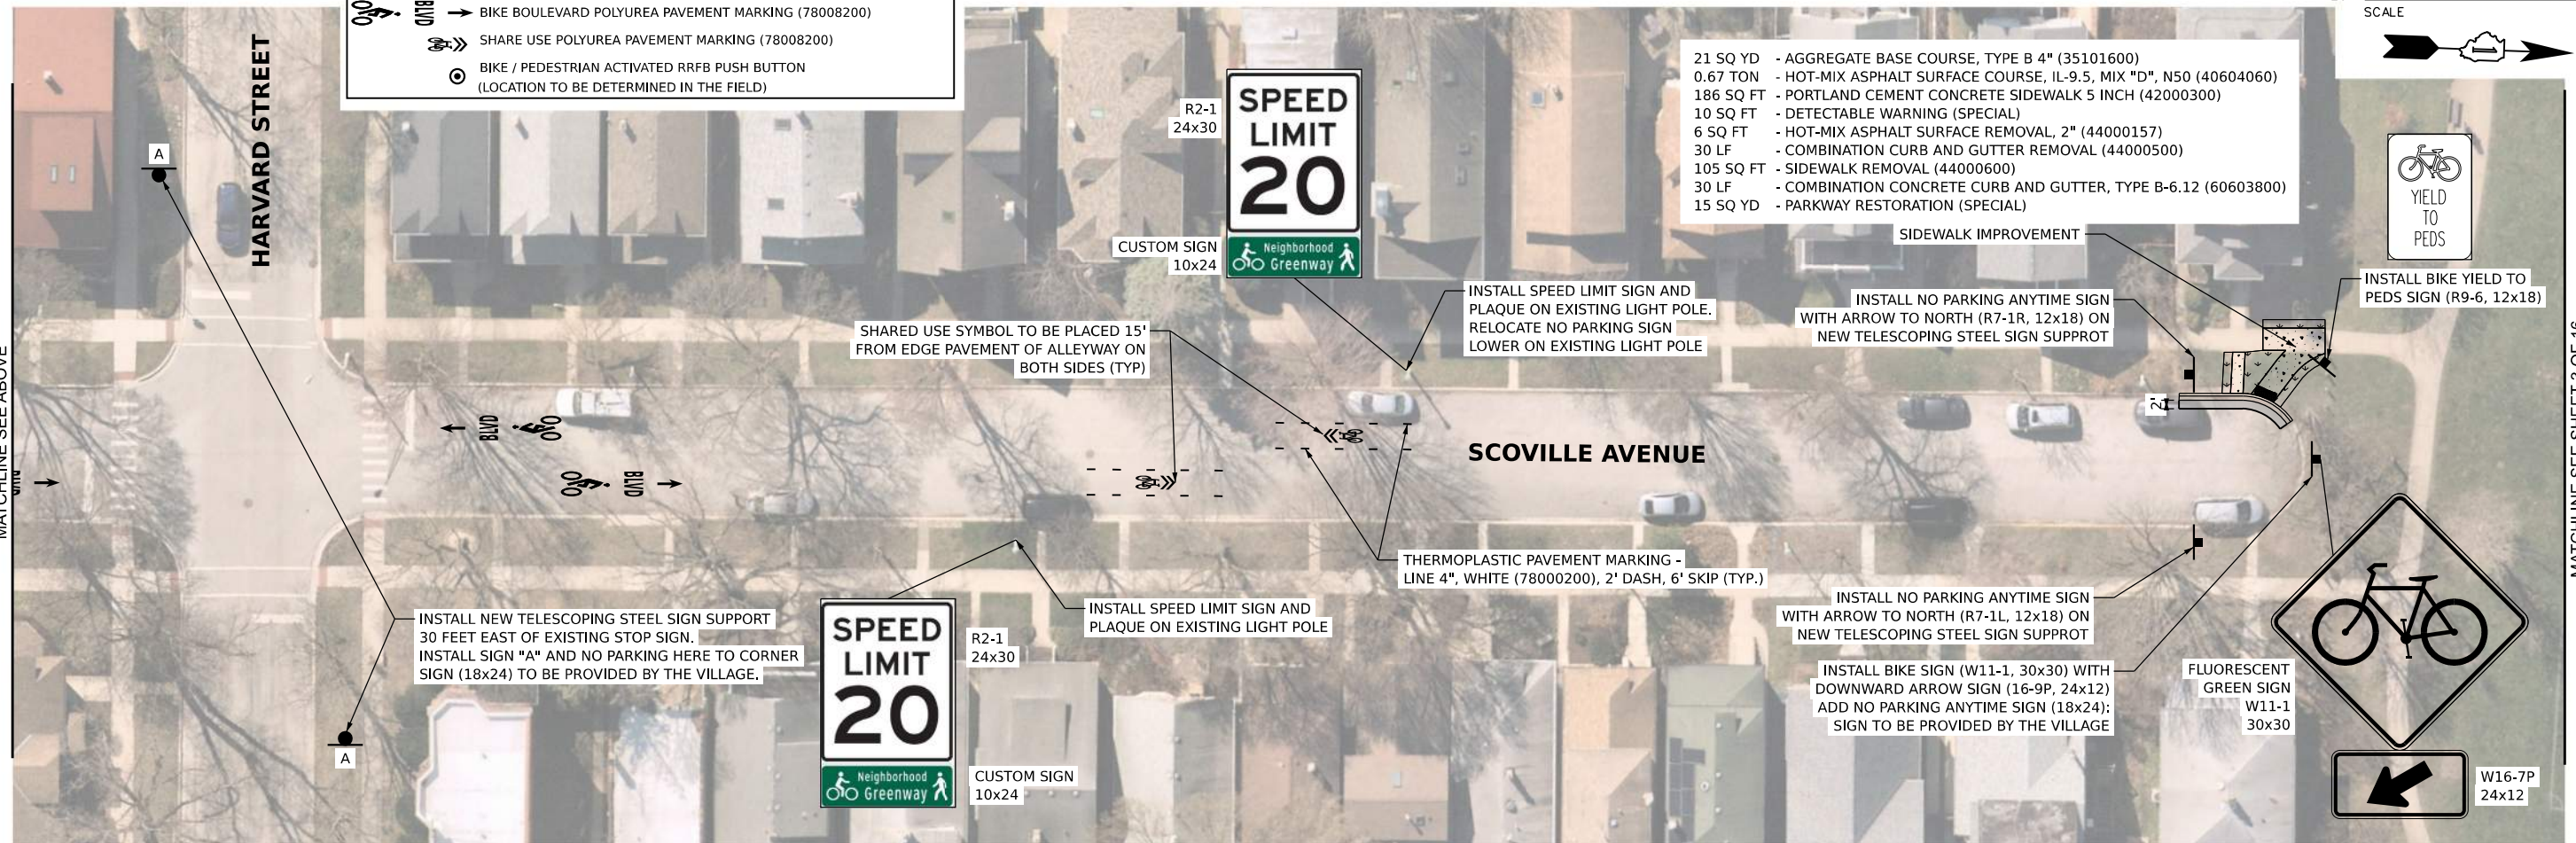 BLVD
BIKE BOULEVARD POLYUREA PAVEMENT MARKING (78008200)
SHARE USE POLYUREA PAVEMENT MARKING (78008200)
BIKE / PEDESTRIAN ACTIVATED RRFB PUSH BUTTON
(LOCATION TO BE DETERMINED IN THE FIELD)
SCALE
21 SQ YD - AGGREGATE BASE COURSE, TYPE B 4" (35101600)
0.67 TON - HOT-MIX ASPHALT SURFACE COURSE, IL-9.5, MIX "D", N50 (40604060)
186 SQ FT - PORTLAND CEMENT CONCRETE SIDEWALK 5 INCH (42000300)
10 SQ FT - DETECTABLE WARNING (SPECIAL)
6 SQ FT - HOT-MIX ASPHALT SURFACE REMOVAL, 2" (44000157)
30 LF - COMBINATION CURB AND GUTTER REMOVAL (44000500)
105 SQ FT - SIDEWALK REMOVAL (44000600)
30 LF - COMBINATION CONCRETE CURB AND GUTTER, TYPE B-6.12 (60603800)
15 SQ YD - PARKWAY RESTORATION (SPECIAL)
A
HARVARD STREET
R2-1
24x30
SPEED
LIMIT
20
CUSTOM SIGN
10x24
Neighborhood
Greenway
YIELD
TO
PEDS
SIDEWALK IMPROVEMENT
INSTALL BIKE YIELD TO
PEDS SIGN (R9-6, 12x18)
INSTALL SPEED LIMIT SIGN AND
PLAQUE ON EXISTING LIGHT POLE.
RELOCATE NO PARKING SIGN
LOWER ON EXISTING LIGHT POLE
INSTALL NO PARKING ANYTIME SIGN
WITH ARROW TO NORTH (R7-1R, 12x18) ON
NEW TELESCOPING STEEL SIGN SUPPROT
SHARED USE SYMBOL TO BE PLACED 15'
FROM EDGE PAVEMENT OF ALLEYWAY ON
BOTH SIDES (TYP)
MATCHLINE SEE ABOVE
2'
BLVD
SCOVILLE AVENUE
BLVD
MATCHLINE SEE SHEET 3 OF 16
THERMOPLASTIC PAVEMENT MARKING -
LINE 4", WHITE (78000200), 2' DASH, 6' SKIP (TYP.)
INSTALL NEW TELESCOPING STEEL SIGN SUPPORT
30 FEET EAST OF EXISTING STOP SIGN.
INSTALL SIGN "A" AND NO PARKING HERE TO CORNER
SIGN (18x24) TO BE PROVIDED BY THE VILLAGE.
A
SPEED
LIMIT
20
Neighborhood
Greenway
R2-1
24x30
CUSTOM SIGN
10x24
INSTALL SPEED LIMIT SIGN AND
PLAQUE ON EXISTING LIGHT POLE
INSTALL NO PARKING ANYTIME SIGN
WITH ARROW TO NORTH (R7-1L, 12x18) ON
NEW TELESCOPING STEEL SIGN SUPPROT
INSTALL BIKE SIGN (W11-1, 30x30) WITH
DOWNWARD ARROW SIGN (16-9P, 24x12)
ADD NO PARKING ANYTIME SIGN (18x24);
SIGN TO BE PROVIDED BY THE VILLAGE
FLUORESCENT
GREEN SIGN
W11-1
30x30
W16-7P
24x12